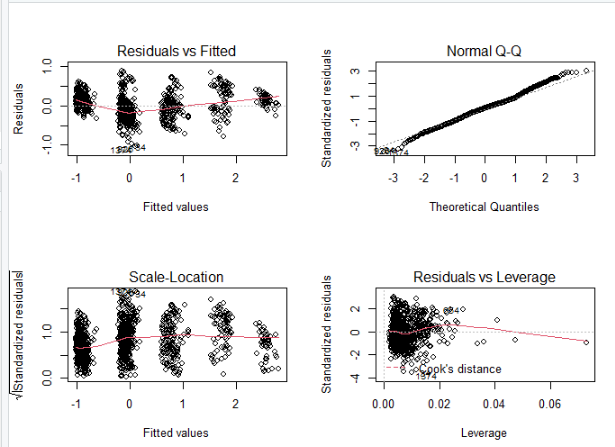 Residuals vs Fitted
Residuals
-1.0 0.0 1.0
-1 0 1 2
Fitted values
Normal Q-Q
Standardized residuals
-3 -1 1 3
-3 -2 -1 0 1 2 3
Theoretical Quantiles
Scale-Location
√|Standardized residuals|
0.0 1.0
-1 0 1 2
Fitted values
Residuals vs Leverage
Standardized residuals
-4 -2 0 2
Cook's distance
1374
0.00 0.02 0.04 0.06
Leverage